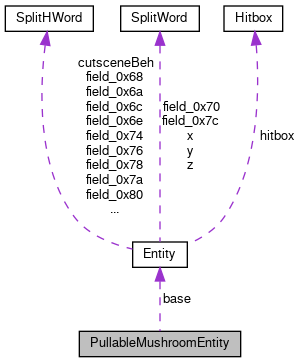 SplitHWord
SplitWord
Hitbox
cutsceneBeh
field_0x68
field_0x6a
field_0x6c
field_0x6e
field_0x74
field_0x76
field_0x78
field_0x7a
field_0x80
...
field_0x70
field_0x7c
x
y
z
hitbox
Entity
base
PullableMushroomEntity